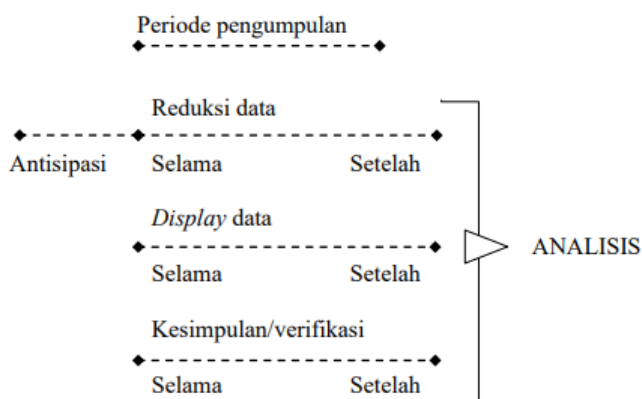 Periode pengumpulan
Reduksi data
Antisipasi Selama Setelah
Display data
Selama Setelah
ANALISIS
Kesimpulan/verifikasi
Selama Setelah